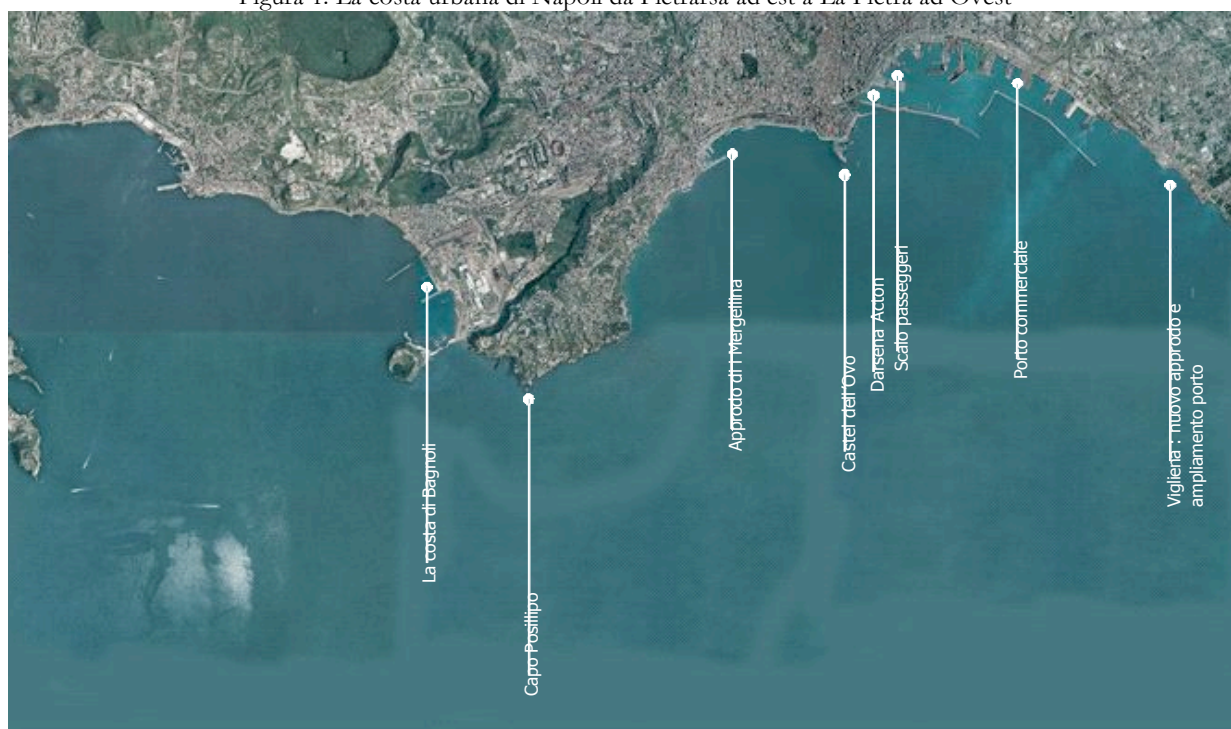 Figura 1. La costa urbana di Napoli da Pietrarsa ad est a La Pietra ad Ovest
La costa di Bagnoli
Capo Posillipo
Approdo di i Mergellina
Castel dell'Ovo
Darsena Acton
Scalo passeggeri
Porto commerciale
Vigliena : nuovo approdo e
ampliamento porto